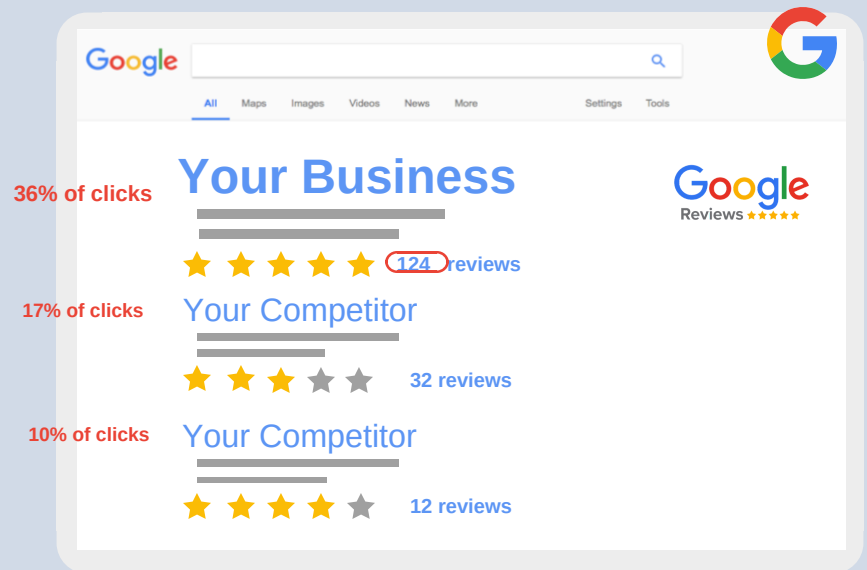 Google
All Maps Images Videos News More Settings Tools
36% of clicks
Your Business
Google
Reviews
124 reviews
17% of clicks
Your Competitor
32 reviews
10% of clicks
Your Competitor
12 reviews